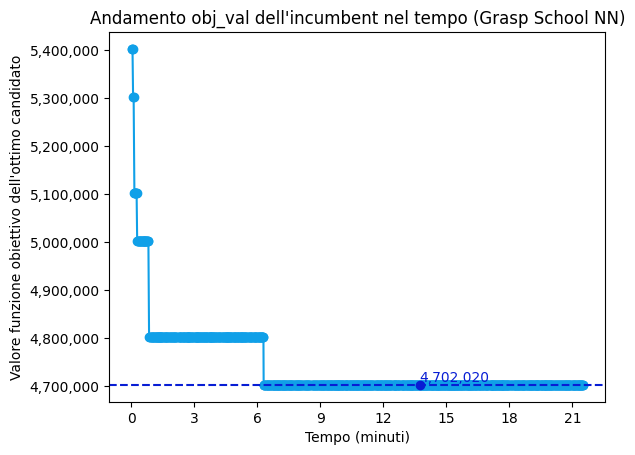 Andamento obj_val dell'incumbent nel tempo (Grasp School NN)
Valore funzione obiettivo dell'ottimo candidato
5,400,000
5,300,000
5,200,000
5,100,000
5,000,000
4,900,000
4,800,000
4,700,000
4,702,020
0 3 6 9 12 15 18 21
Tempo (minuti)